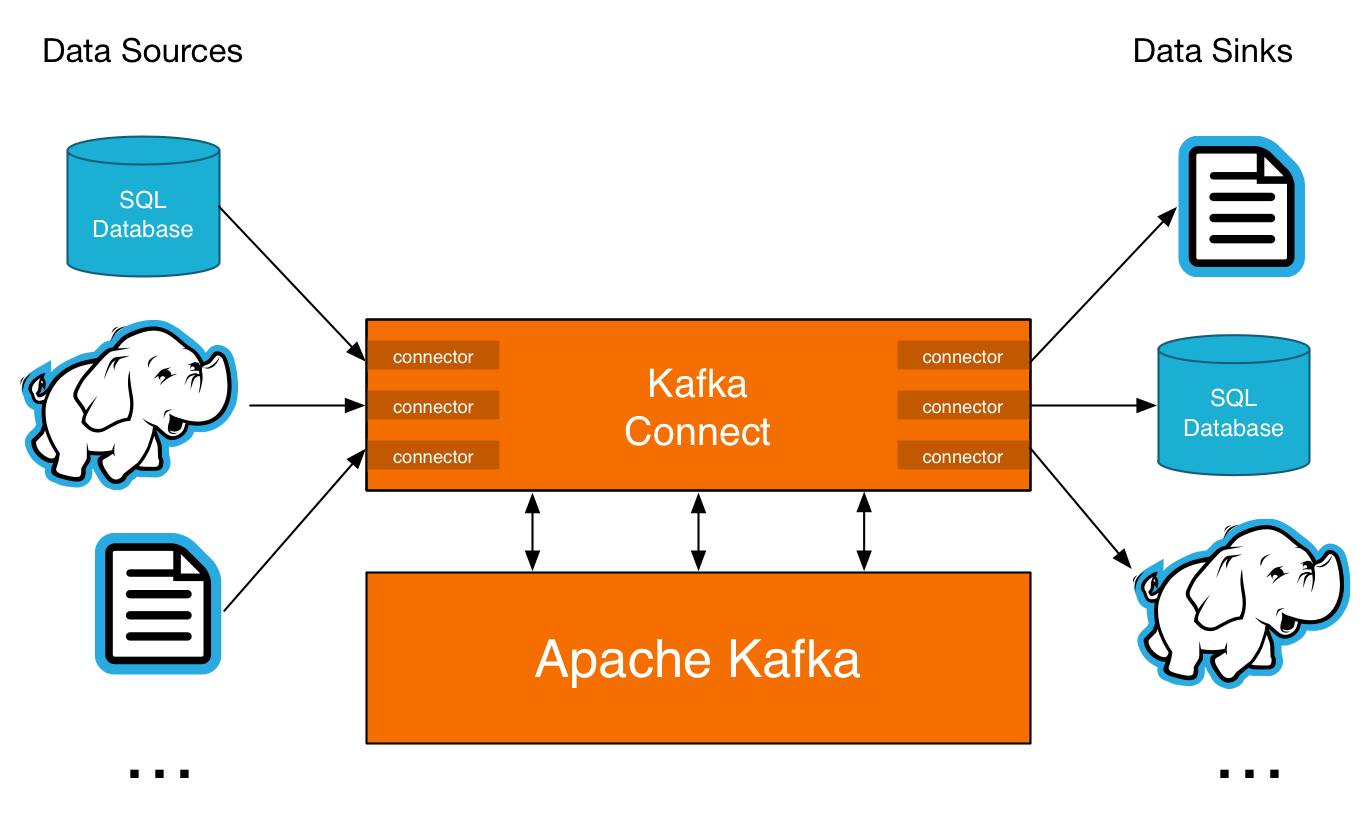 Data Sources
Data Sinks
SQL
Database
connector
connector
connector
Kafka
Connect
connector
connector
connector
SQL
Database
Apache Kafka
...
...